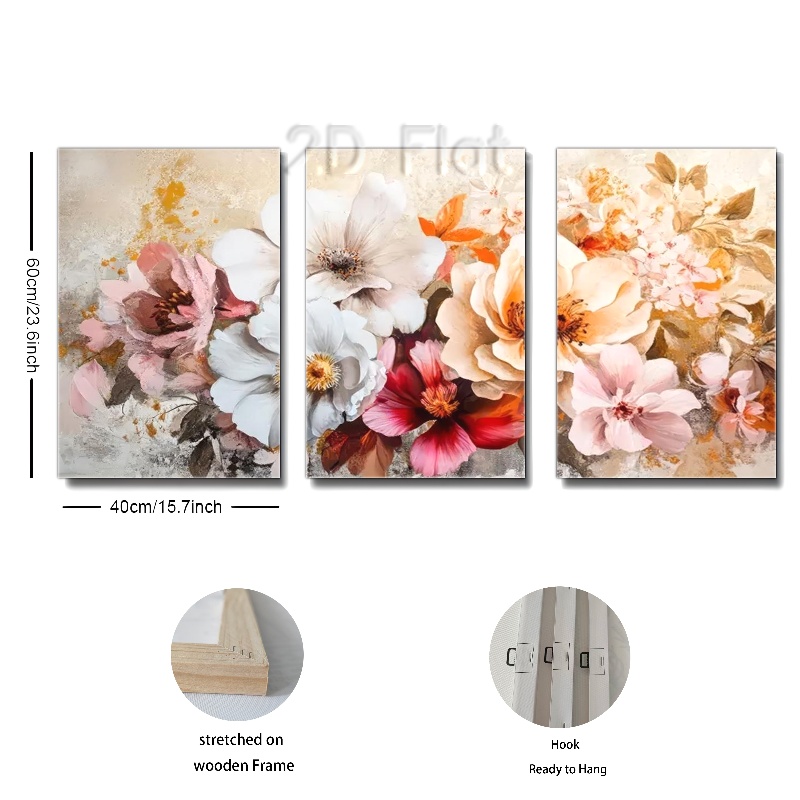 2D Flat
60cm/23.6inch
40cm/15.7inch
stretched on
wooden Frame
Hook
Ready to Hang